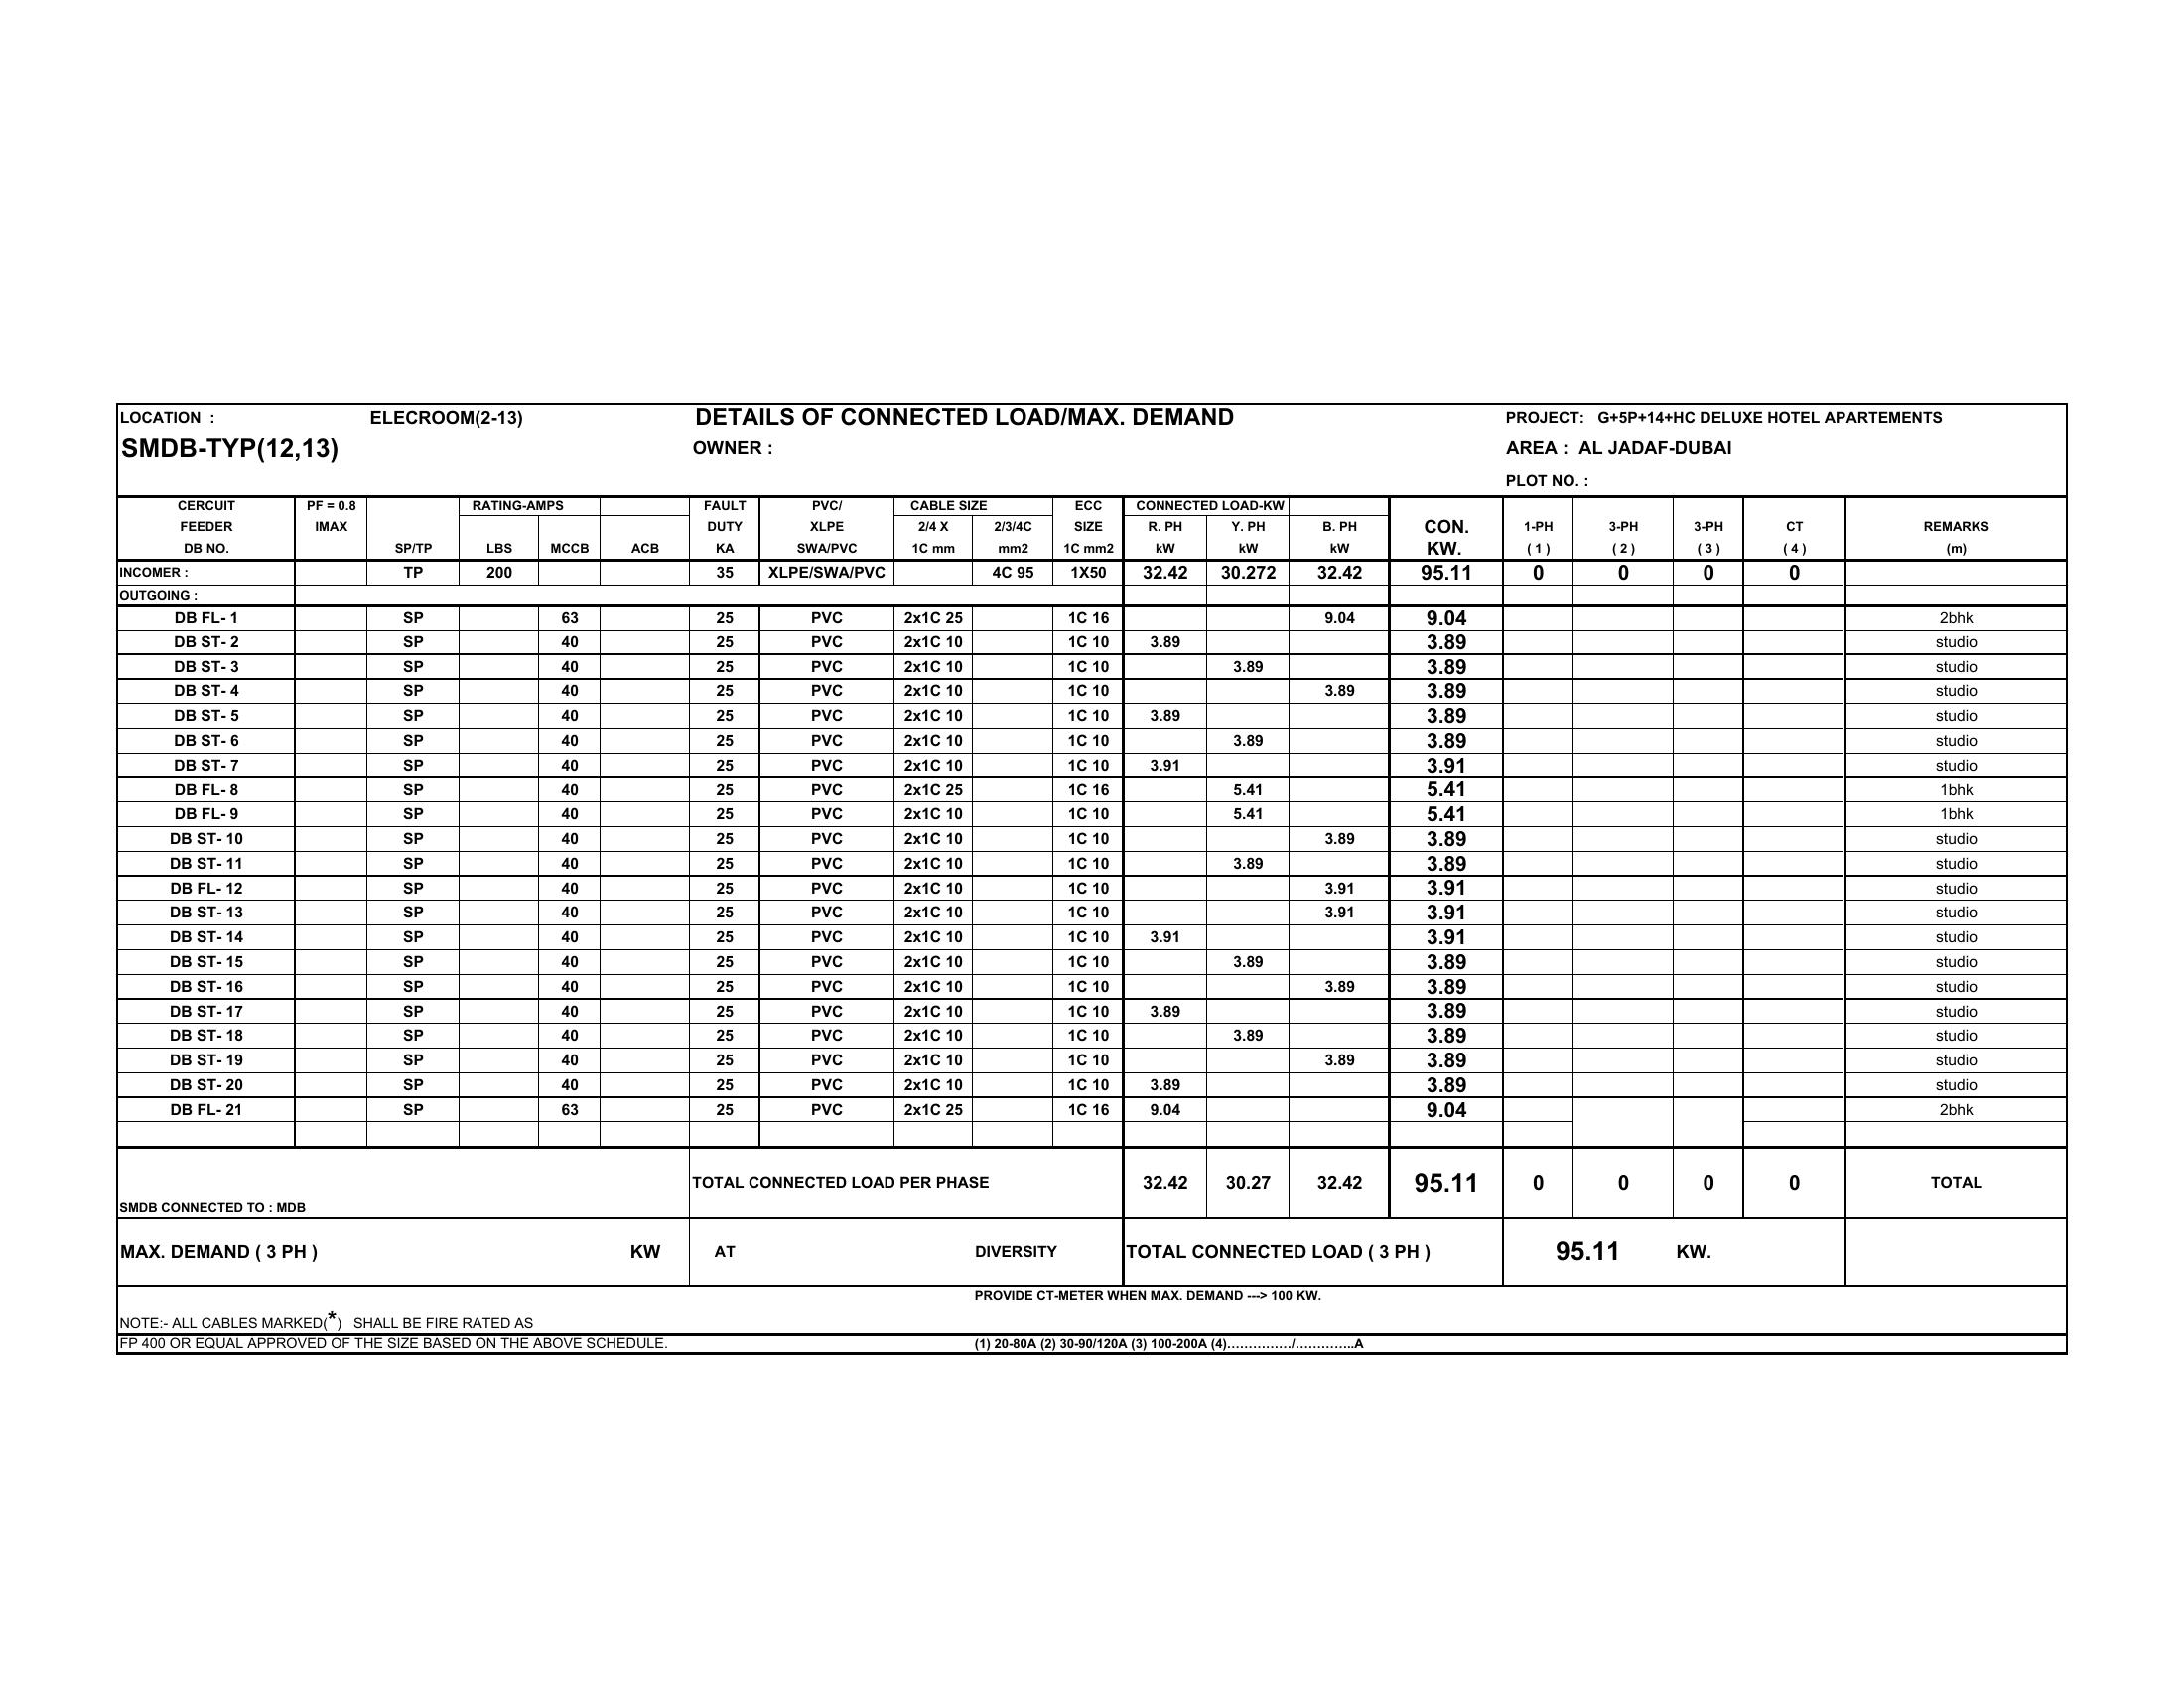 LOCATION : ELECROOM(2-13) DETAILS OF CONNECTED LOAD/MAX. DEMAND PROJECT: G+5P+14+HC DELUXE HOTEL APARTEMENTS
SMDB-TYP(12,13) OWNER : AREA : AL JADAF-DUBAI
PLOT NO. :
CERCUIT PF = 0.8 RATING-AMPS FAULT PVC/ CABLE SIZE ECC CONNECTED LOAD-KW
FEEDER IMAX DUTY XLPE 2/4 X 2/3/4C SIZE R. PH Y. PH B. PH CON. 1-PH 3-PH 3-PH CT REMARKS
DB NO. SP/TP LBS MCCB ACB KA SWA/PVC 1C mm mm2 1C mm2 kW kW kW KW. ( 1 ) ( 2 ) ( 3 ) ( 4 ) (m)
INCOMER : TP 200 35 XLPE/SWA/PVC 4C 95 1X50 32.42 30.272 32.42 95.11 0 0 0 0
OUTGOING :
DB FL- 1 SP 63 25 PVC 2x1C 25 1C 16 9.04 9.04 2bhk
DB ST- 2 SP 40 25 PVC 2x1C 10 1C 10 3.89 3.89 studio
DB ST- 3 SP 40 25 PVC 2x1C 10 1C 10 3.89 3.89 studio
DB ST- 4 SP 40 25 PVC 2x1C 10 1C 10 3.89 3.89 studio
DB ST- 5 SP 40 25 PVC 2x1C 10 1C 10 3.89 3.89 studio
DB ST- 6 SP 40 25 PVC 2x1C 10 1C 10 3.89 3.89 studio
DB ST- 7 SP 40 25 PVC 2x1C 10 1C 10 3.91 3.91 studio
DB FL- 8 SP 40 25 PVC 2x1C 25 1C 16 5.41 5.41 1bhk
DB FL- 9 SP 40 25 PVC 2x1C 10 1C 10 5.41 5.41 1bhk
DB ST- 10 SP 40 25 PVC 2x1C 10 1C 10 3.89 3.89 studio
DB ST- 11 SP 40 25 PVC 2x1C 10 1C 10 3.89 3.89 studio
DB FL- 12 SP 40 25 PVC 2x1C 10 1C 10 3.91 3.91 studio
DB ST- 13 SP 40 25 PVC 2x1C 10 1C 10 3.91 3.91 studio
DB ST- 14 SP 40 25 PVC 2x1C 10 1C 10 3.91 3.91 studio
DB ST- 15 SP 40 25 PVC 2x1C 10 1C 10 3.89 3.89 studio
DB ST- 16 SP 40 25 PVC 2x1C 10 1C 10 3.89 3.89 studio
DB ST- 17 SP 40 25 PVC 2x1C 10 1C 10 3.89 3.89 studio
DB ST- 18 SP 40 25 PVC 2x1C 10 1C 10 3.89 3.89 studio
DB ST- 19 SP 40 25 PVC 2x1C 10 1C 10 3.89 3.89 studio
DB ST- 20 SP 40 25 PVC 2x1C 10 1C 10 3.89 3.89 studio
DB FL- 21 SP 63 25 PVC 2x1C 25 1C 16 9.04 9.04 2bhk
TOTAL CONNECTED LOAD PER PHASE 32.42 30.27 32.42 95.11 0 0 0 0 TOTAL
SMDB CONNECTED TO : MDB
MAX. DEMAND ( 3 PH ) KW AT DIVERSITY TOTAL CONNECTED LOAD ( 3 PH ) 95.11 KW.
PROVIDE CT-METER WHEN MAX. DEMAND ---> 100 KW.
NOTE:- ALL CABLES MARKED(*) SHALL BE FIRE RATED AS
FP 400 OR EQUAL APPROVED OF THE SIZE BASED ON THE ABOVE SCHEDULE. (1) 20-80A (2) 30-90/120A (3) 100-200A (4)……………/…………..A